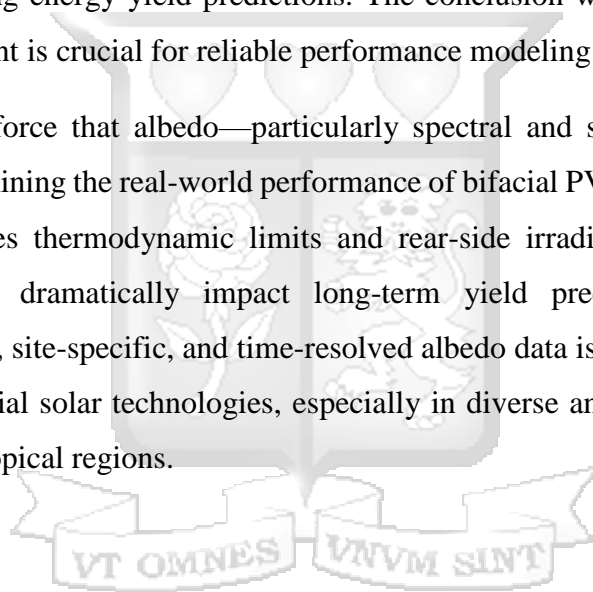 ng energy yield predictions. The conclusion w
nt is crucial for reliable performance modeling
force that albedo—particularly spectral and s
ining the real-world performance of bifacial PV
es thermodynamic limits and rear-side irradi
dramatically impact long-term yield pre
, site-specific, and time-resolved albedo data is
ial solar technologies, especially in diverse an
opical regions.
VT OMNES VNVM SINT